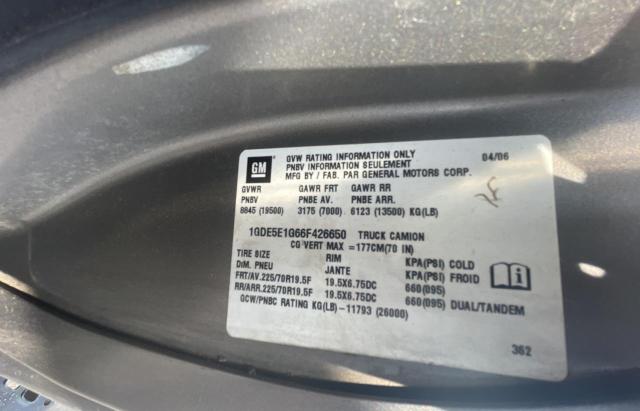 GM
GVW RATING INFORMATION ONLY 04/06
PNBV INFORMATION SEULEMENT
MFG BY / FAB. PAR GENERAL MOTORS CORP.
GVWR GAWR FRT GAWR RR
PNBV PNBE AV. PNBE ARR.
8845 (19500) 3175 (7000) 6123 (13500) KG(LB)
1GDE5E1G66F426650 TRUCK CAMION
CG VERT MAX =177CM(70 IN)
TIRE SIZE RIM KPA(PSI) COLD
DIM. PNEU JANTE KPA(PSI) FROID
FRT/AV.225/70R19.5F 19.5X6.75DC 660(095)
RR/ARR.225/70R19.5F 19.5X6.75DC 660(095) DUAL/TANDEM
GCW/PNBC RATING KG(LB)-11793 (26000)
362